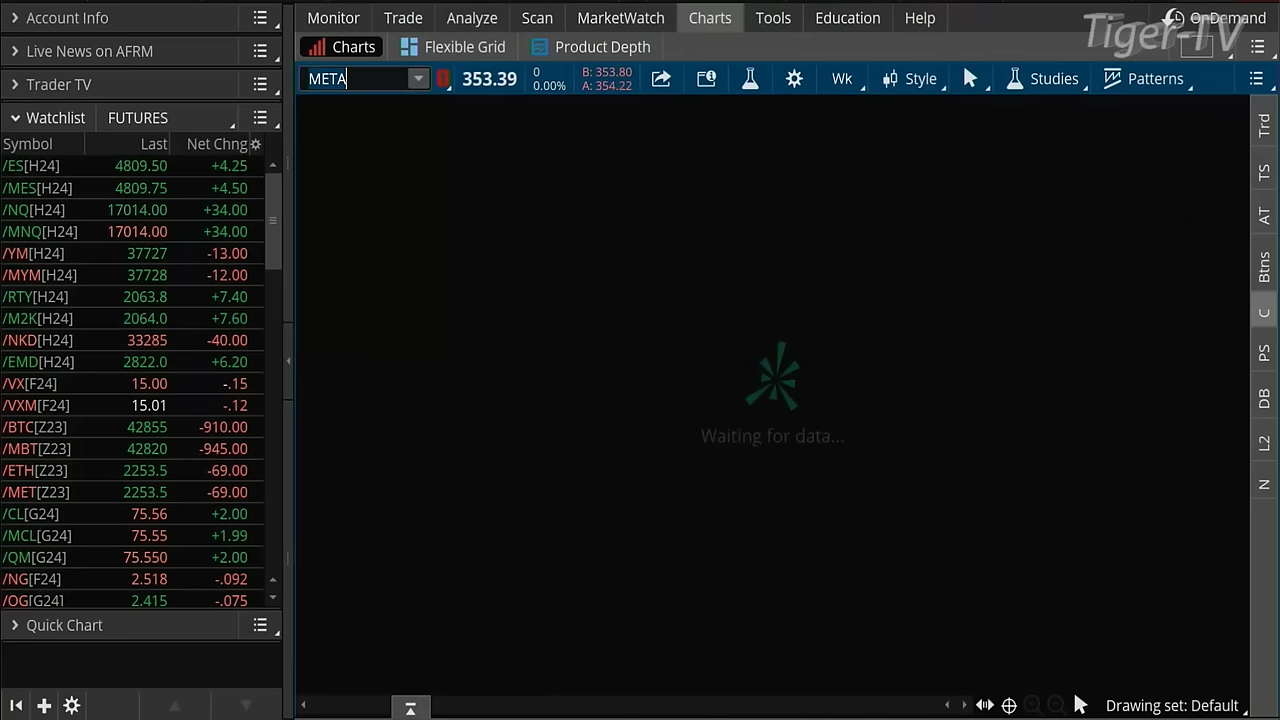 Account Info
Monitor Trade Analyze Scan MarketWatch Charts Tools Education Help OnDemand
Tiger-TV
Live News on AFRM
Charts Flexible Grid Product Depth
Trader TV
META 353.39 0 0.00% B: 353.80 A: 354.22 Wk Style Studies Patterns
Watchlist FUTURES
Symbol Last Net Chng
/ES[H24] 4809.50 +4.25
/MES[H24] 4809.75 +4.50
/NQ[H24] 17014.00 +34.00
/MNQ[H24] 17014.00 +34.00
/YM[H24] 37727 -13.00
/MYM[H24] 37728 -12.00
/RTY[H24] 2063.8 +7.40
/M2K[H24] 2064.0 +7.60
/NKD[H24] 33285 -40.00
/EMD[H24] 2822.0 +6.20
/VX[F24] 15.00 -.15
/VXM[F24] 15.01 -.12
/BTC[Z23] 42855 -910.00
/MBT[Z23] 42820 -945.00
/ETH[Z23] 2253.5 -69.00
/MET[Z23] 2253.5 -69.00
/CL[G24] 75.56 +2.00
/MCL[G24] 75.55 +1.99
/QM[G24] 75.550 +2.00
/NG[F24] 2.518 -.092
/QG[G24] 2.415 -.075
Quick Chart
Waiting for data...
Trd
TS
AT
Btns
C
PS
DB
L2
N
Drawing set: Default